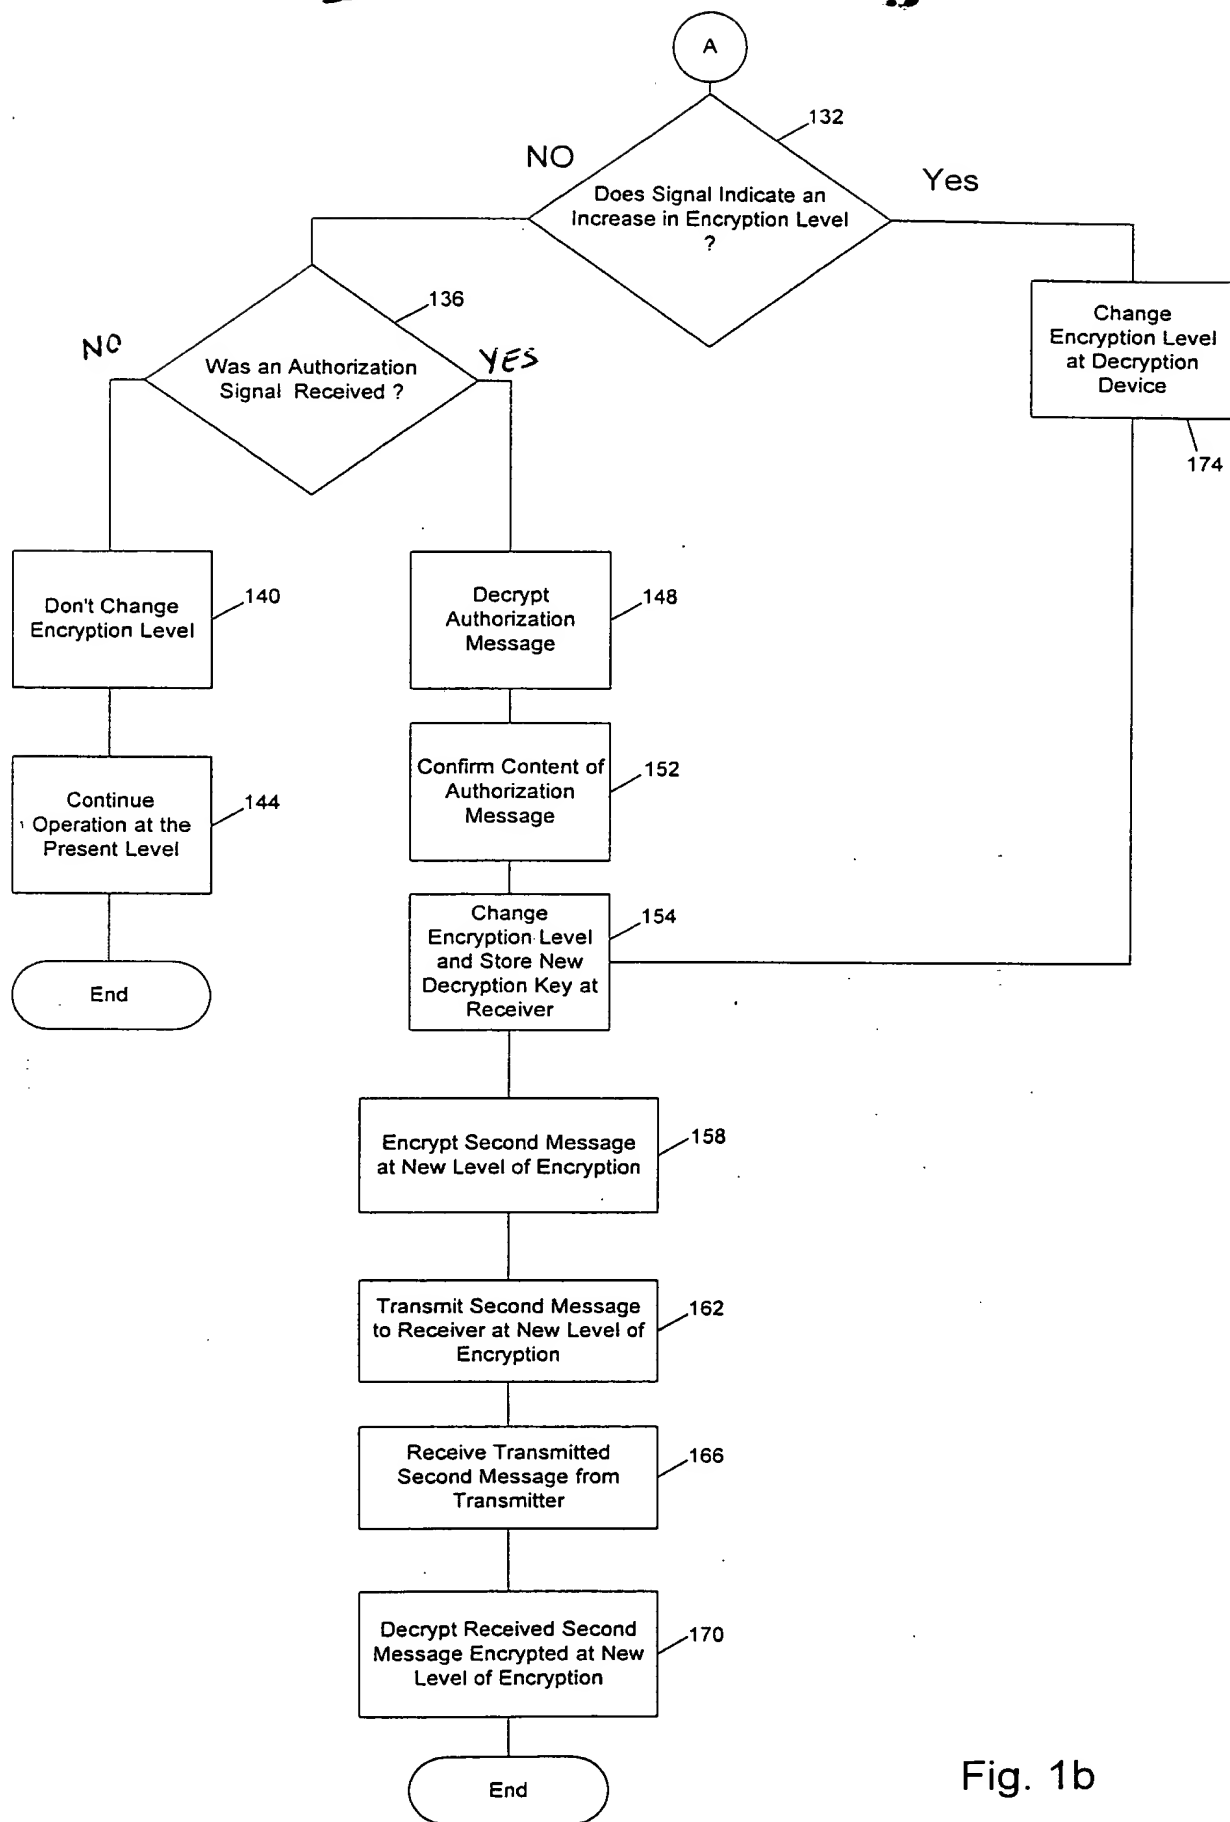 A
132
NO
Yes
Does Signal Indicate an
Increase in Encryption Level
?
136
NO
YES
Was an Authorization
Signal Received ?
Change
Encryption Level
at Decryption
Device
174
Don't Change
Encryption Level
140
Decrypt
Authorization
Message
148
Continue
Operation at the
Present Level
144
Confirm Content of
Authorization
Message
152
End
Change
Encryption Level
and Store New
Decryption Key at
Receiver
154
Encrypt Second Message
at New Level of Encryption
158
Transmit Second Message
to Receiver at New Level of
Encryption
162
Receive Transmitted
Second Message from
Transmitter
166
Decrypt Received Second
Message Encrypted at New
Level of Encryption
170
End
Fig. 1b